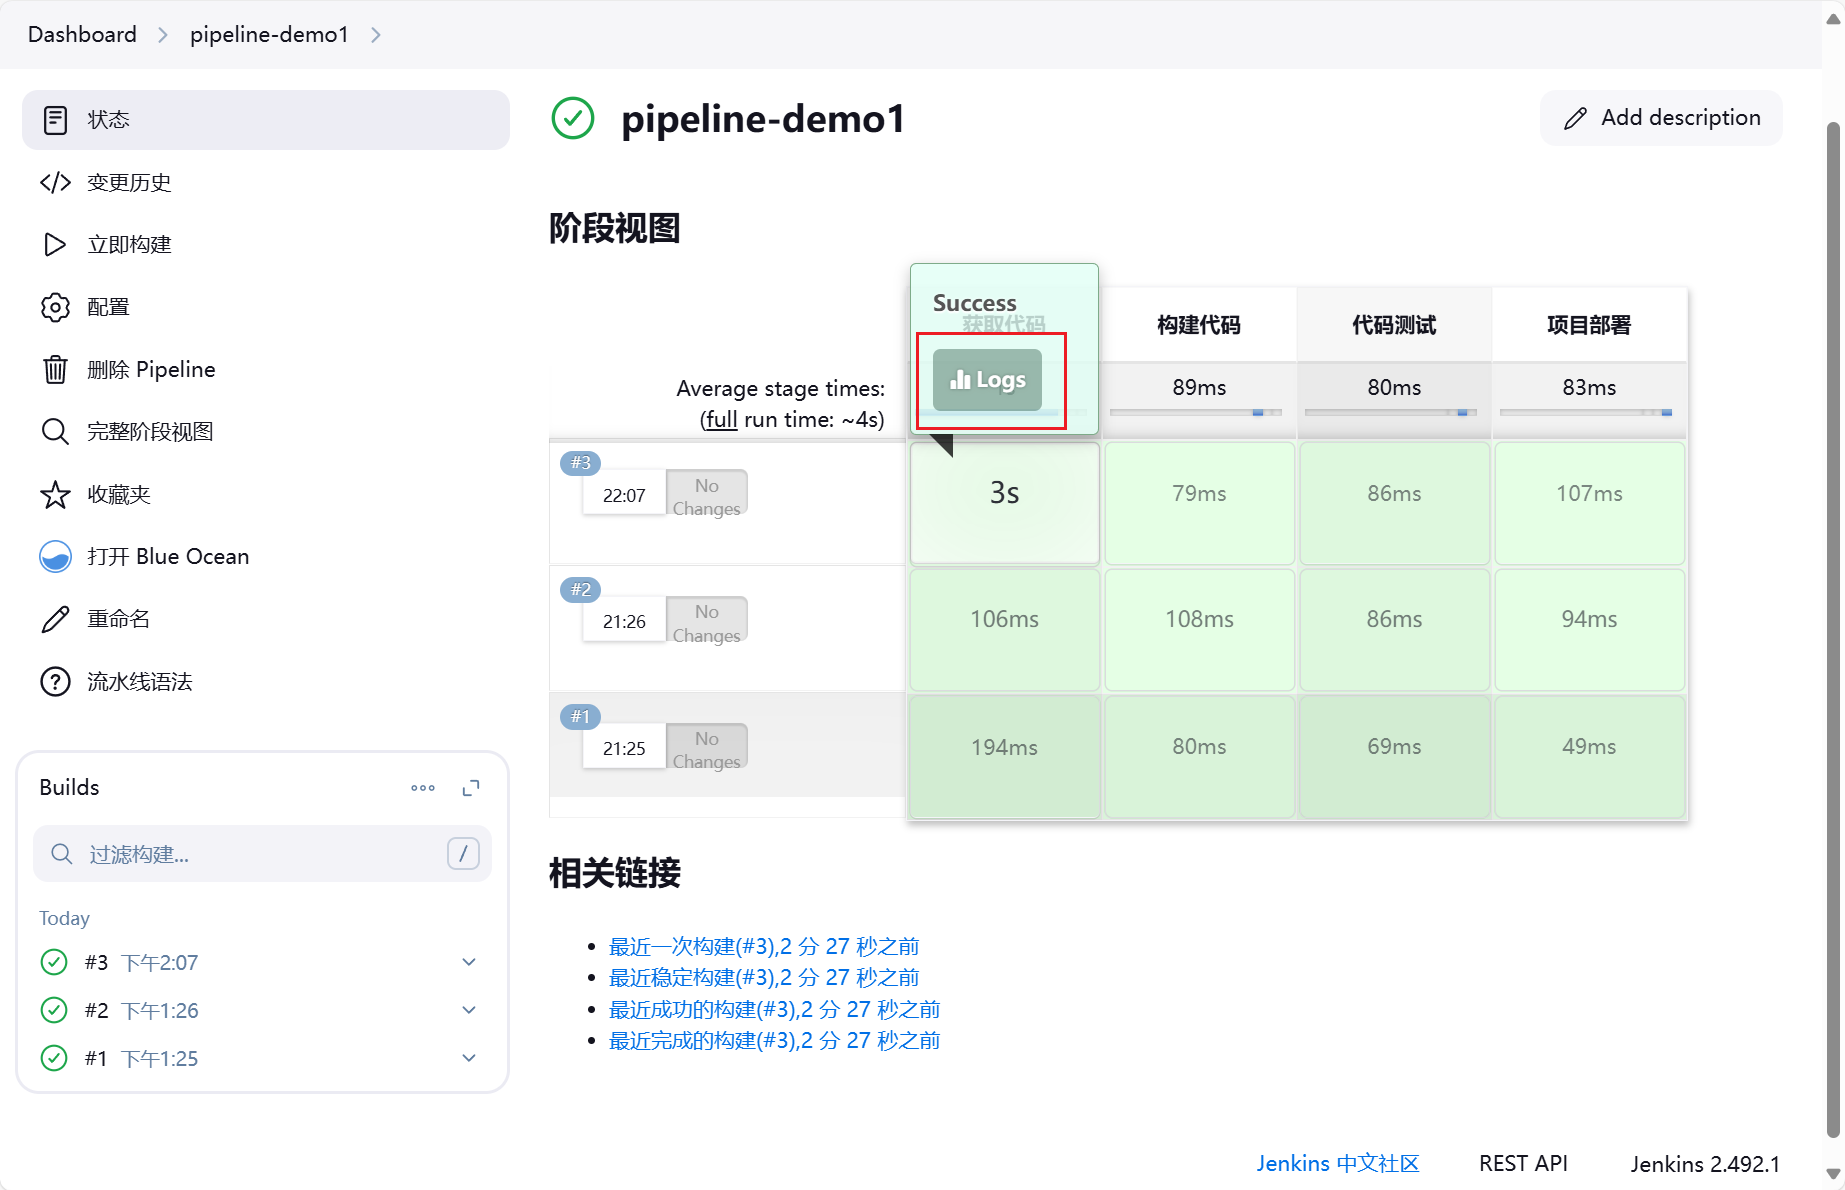 Dashboard
pipeline-demo1
状态
变更历史
立即构建
配置
删除 Pipeline
完整阶段视图
收藏夹
打开 Blue Ocean
重命名
流水线语法
Builds
过滤构建...
/
Today
#3 下午2:07
#2 下午1:26
#1 下午1:25
pipeline-demo1
Add description
阶段视图
Success
获取代码
构建代码
代码测试
项目部署
Logs
Average stage times:
(full run time: ~4s)
89ms
80ms
83ms
#3
22:07
No
Changes
3s
79ms
86ms
107ms
#2
21:26
No
Changes
106ms
108ms
86ms
94ms
#1
21:25
No
Changes
194ms
80ms
69ms
49ms
相关链接
最近一次构建(#3),2 分 27 秒之前
最近稳定构建(#3),2 分 27 秒之前
最近成功的构建(#3),2 分 27 秒之前
最近完成的构建(#3),2 分 27 秒之前
Jenkins 中文社区
REST API
Jenkins 2.492.1